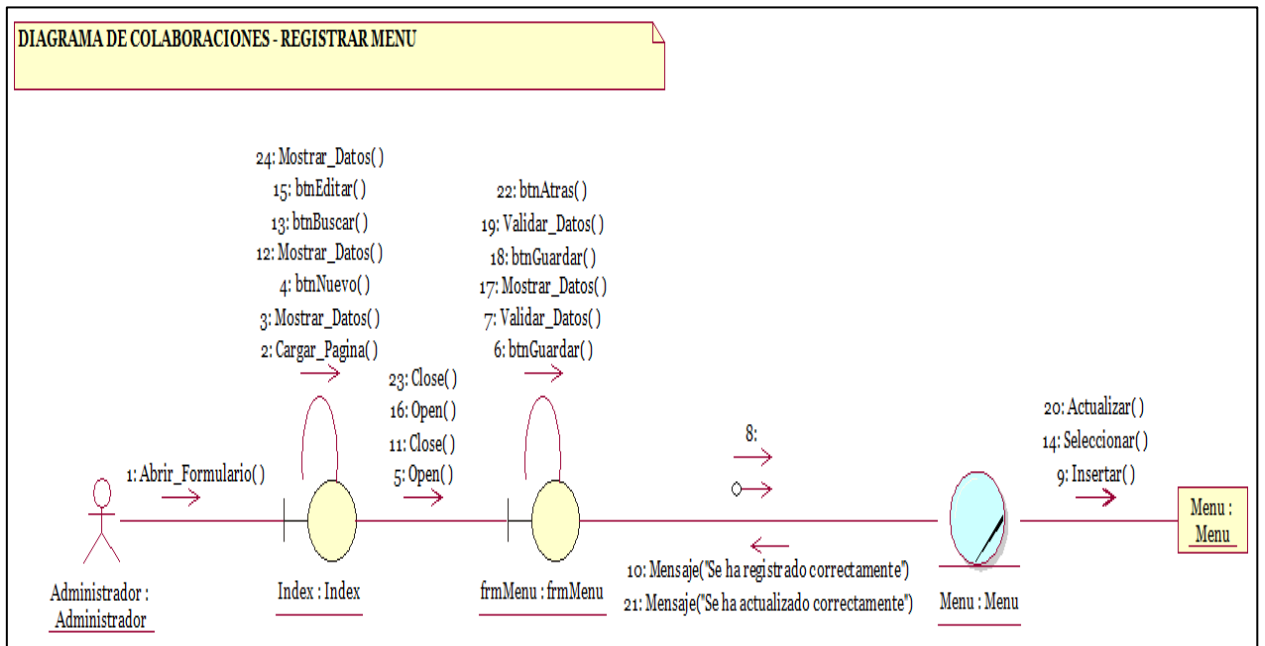 DIAGRAMA DE COLABORACIONES - REGISTRAR MENU
24: Mostrar_Datos( )
15: btnEditar( )
13: btnBuscar( )
12: Mostrar_Datos( )
4: btnNuevo( )
3: Mostrar_Datos( )
2: Cargar_Pagina( )
22: btnAtras( )
19: Validar_Datos( )
18: btnGuardar( )
17: Mostrar_Datos( )
7: Validar_Datos( )
6: btnGuardar( )
23: Close( )
16: Open( )
11: Close( )
5: Open( )
1: Abrir_Formulario( )
8:
20: Actualizar( )
14: Seleccionar( )
9: Insertar( )
10: Mensaje("Se ha registrado correctamente")
21: Mensaje("Se ha actualizado correctamente")
Administrador :
Administrador
Index : Index
frmMenu : frmMenu
Menu : Menu
Menu :
Menu